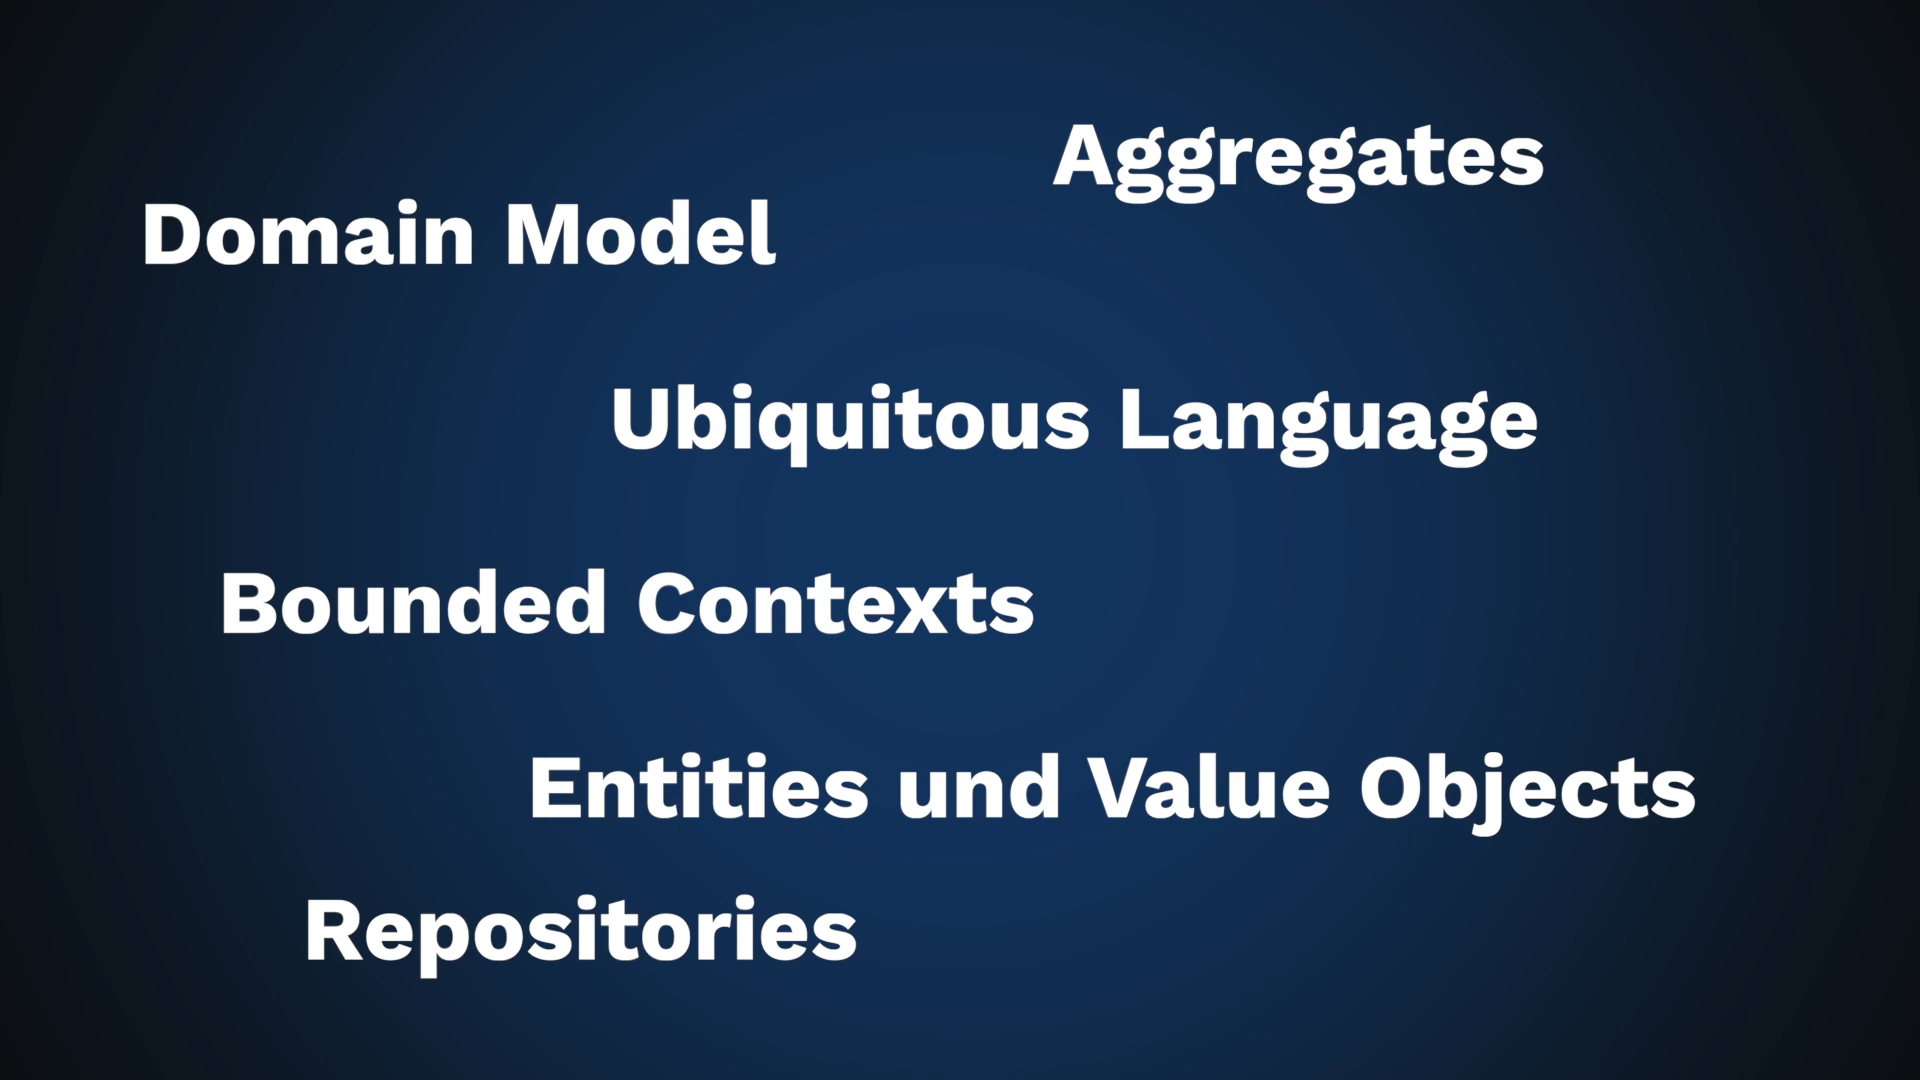 Aggregates
Domain Model
Ubiquitous Language
Bounded Contexts
Entities und Value Objects
Repositories